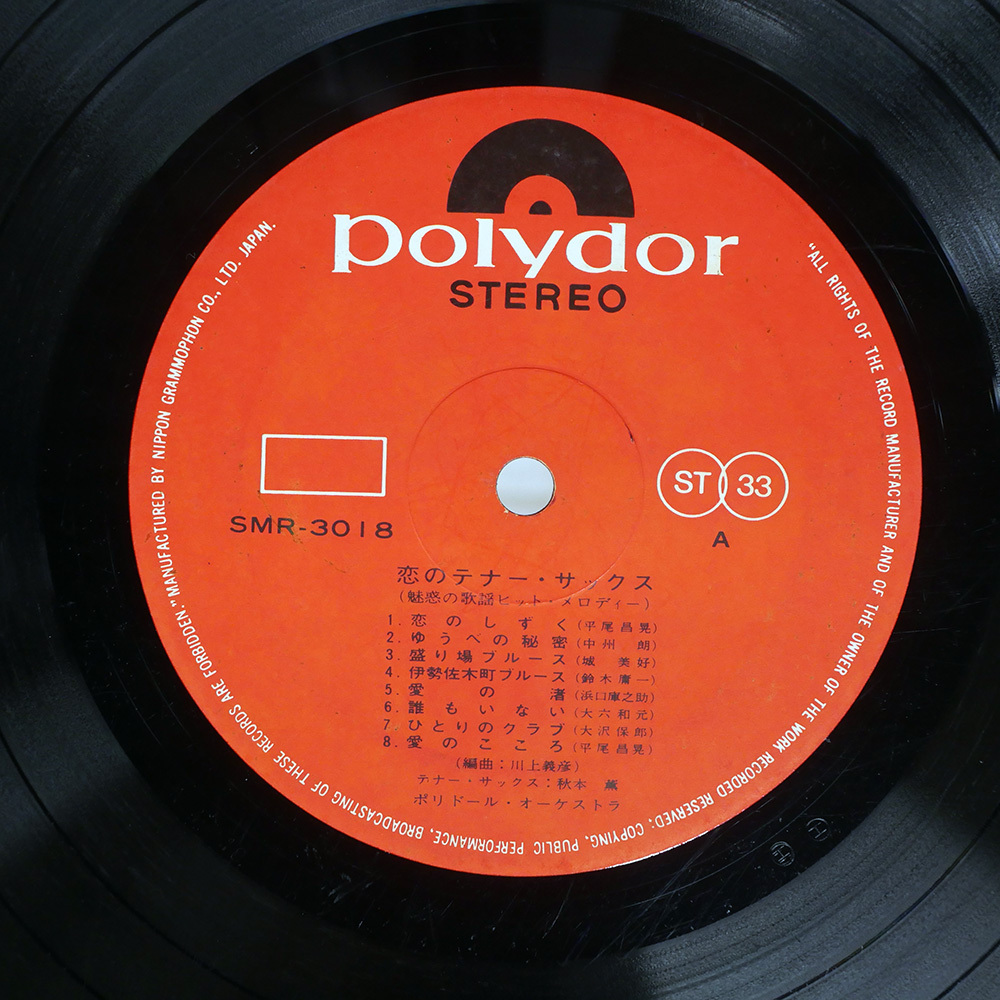 polydor
STEREO
ST 33
SMR-3018
A
恋のテナー・サックス
(魅惑の歌謡ヒット・メロディー)
1. 恋のしずく (平尾昌晃)
2. ゆうべの秘密 (中州 朗)
3. 盛り場ブルース (城 美好)
4. 伊勢佐木町ブルース (鈴木庸一)
5. 愛の渚 (浜口庫之助)
6. 誰もいない (大六和元)
7. ひとりのクラブ (大沢保郎)
8. 愛のこころ (平尾昌晃)
(編曲:川上義彦)
テナー・サックス:秋本 薫
ポリドール・オーケストラ
"ALL RIGHTS OF THE RECORD MANUFACTURER AND OF THE OWNER OF THE WORK RECORDED RESERVED; COPYING, PUBLIC PERFORMANCE, BROADCASTING OF THESE RECORDS ARE FORBIDDEN." MANUFACTURED BY NIPPON GRAMMOPHON CO., LTD. JAPAN.